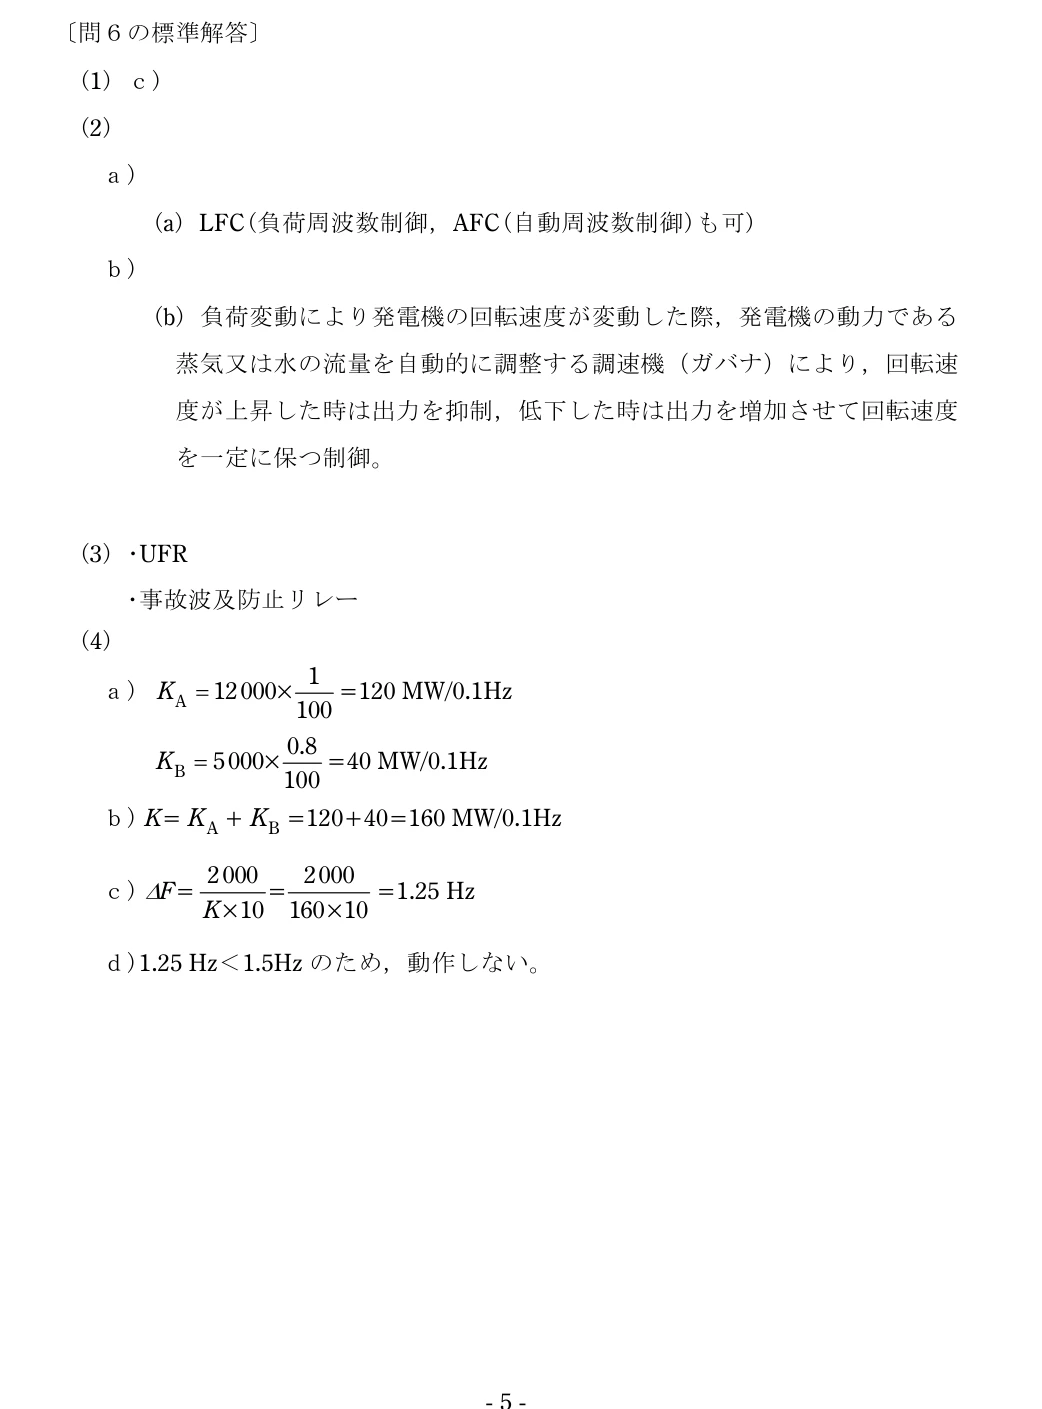 〔問６の標準解答〕
(1) ｃ）
(2)
ａ）
(a) LFC(負荷周波数制御，AFC(自動周波数制御)も可)
ｂ）
(b) 負荷変動により発電機の回転速度が変動した際，発電機の動力である
蒸気又は水の流量を自動的に調整する調速機（ガバナ）により，回転速
度が上昇した時は出力を抑制，低下した時は出力を増加させて回転速度
を一定に保つ制御。
(3) ・UFR
・事故波及防止リレー
(4)
ａ） K_A = 12 000×1/100 = 120 MW/0.1Hz
K_B = 5 000×0.8/100 = 40 MW/0.1Hz
ｂ）K= K_A + K_B =120+40=160 MW/0.1Hz
ｃ）ΔF= 2 000/K×10 = 2 000/160×10 =1.25 Hz
ｄ）1.25 Hz＜1.5Hz のため，動作しない。
- 5 -